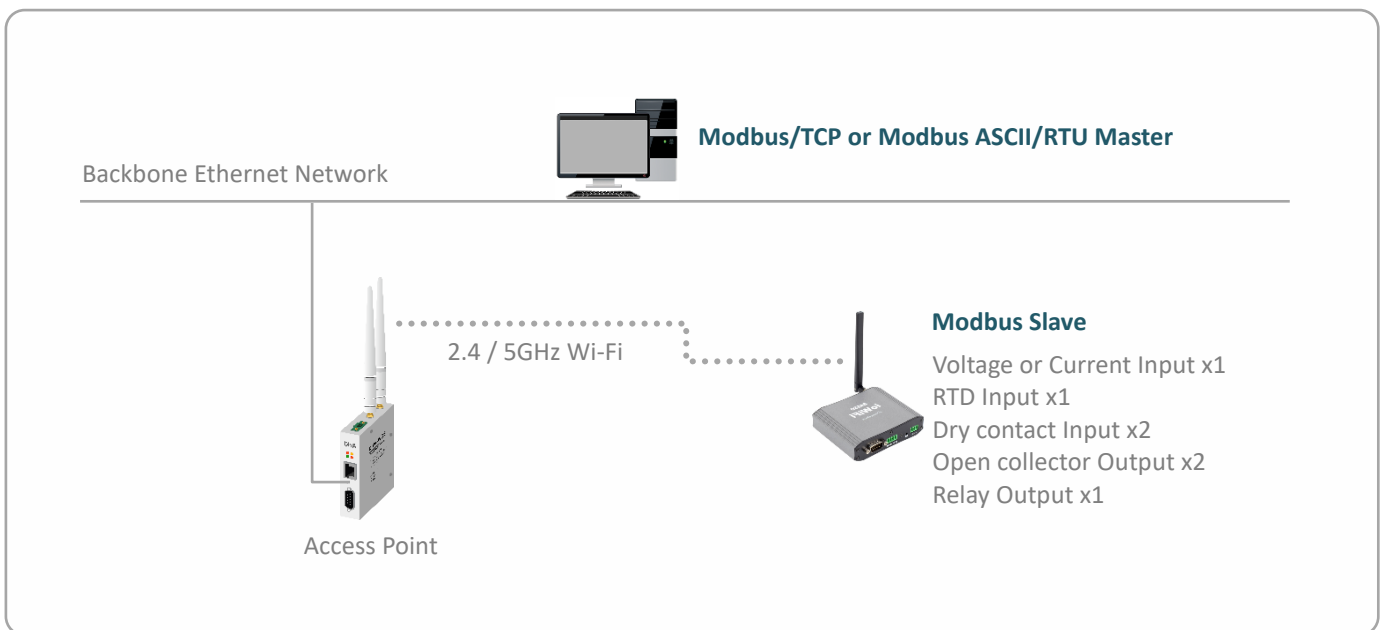 Modbus/TCP or Modbus ASCII/RTU Master
Backbone Ethernet Network
2.4 / 5GHz Wi-Fi
Modbus Slave
Voltage or Current Input x1
RTD Input x1
Dry contact Input x2
Open collector Output x2
Relay Output x1
Access Point